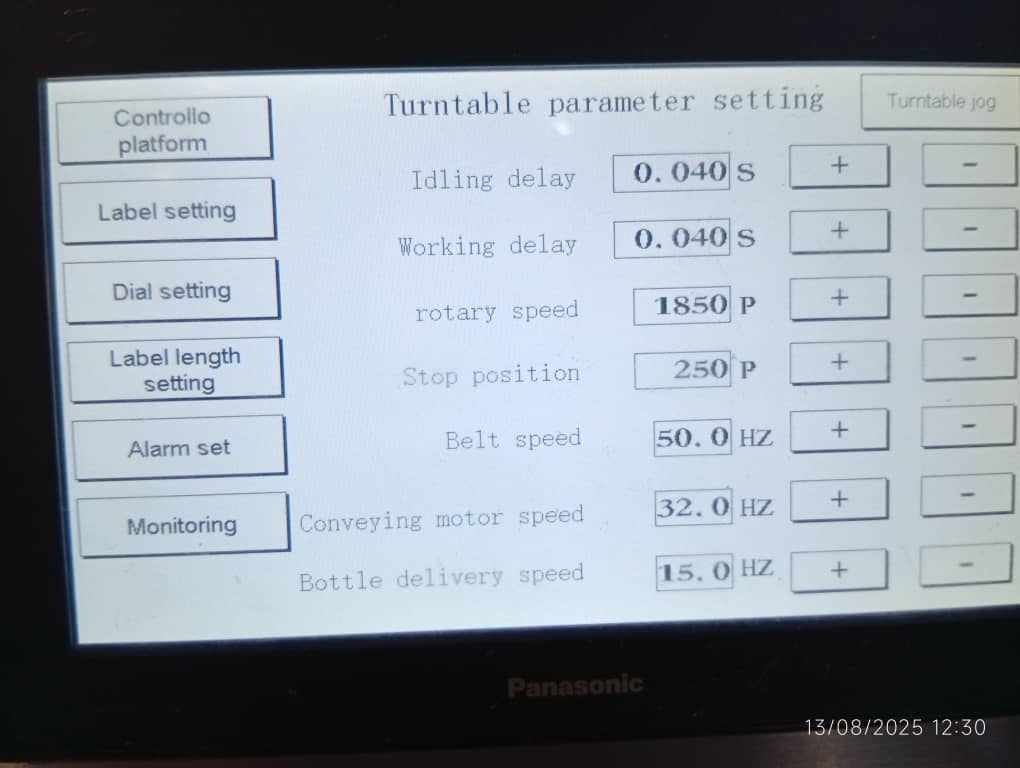 Turntable parameter setting
Turntable jog
Controllo
platform
Label setting
Dial setting
Label length
setting
Alarm set
Monitoring
Idling delay 0.040 S + -
Working delay 0.040 S + -
rotary speed 1850 P + -
Stop position 250 P + -
Belt speed 50.0 HZ + -
Conveying motor speed 32.0 HZ + -
Bottle delivery speed 15.0 HZ + -
Panasonic
13/08/2025 12:30